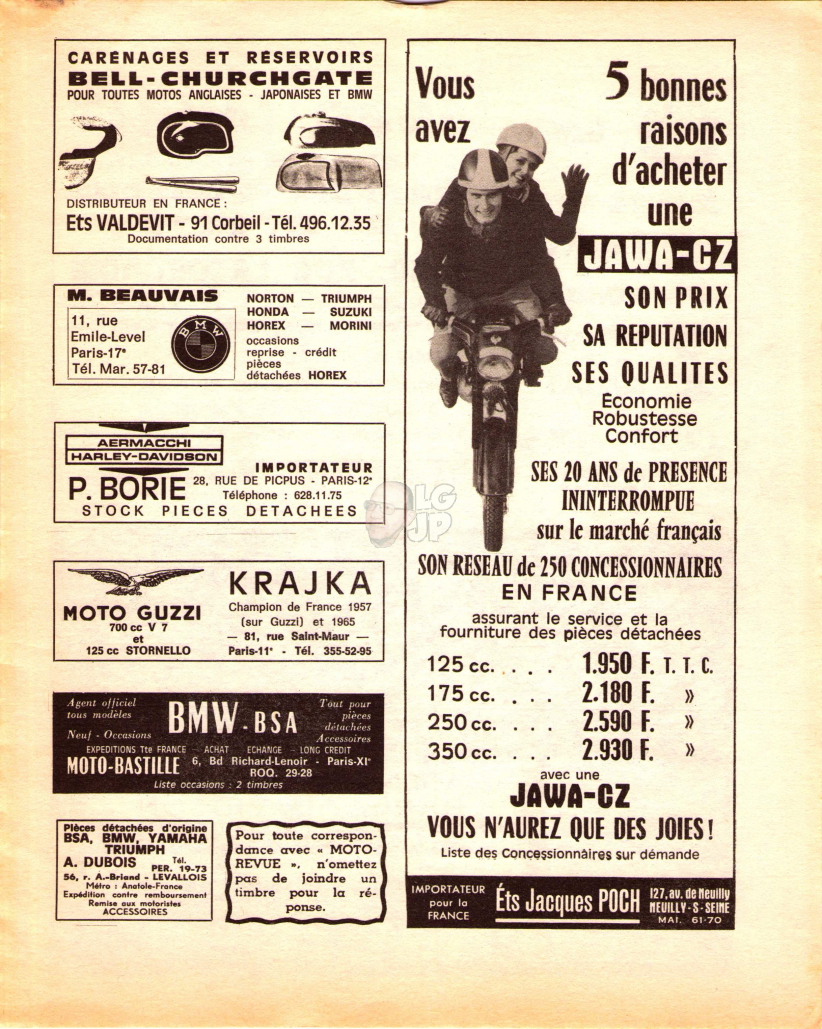 CARÉNAGES ET RÉSERVOIRS
BELL-CHURCHGATE
POUR TOUTES MOTOS ANGLAISES - JAPONAISES ET BMW
DISTRIBUTEUR EN FRANCE :
Ets VALDEVIT - 91 Corbeil - Tél. 496.12.35
Documentation contre 3 timbres
M. BEAUVAIS
11, rue
Emile-Level
Paris-17e
Tél. Mar. 57-81
BMW
NORTON — TRIUMPH
HONDA — SUZUKI
HOREX — MORINI
occasions
reprise - crédit
pièces
détachées HOREX
AERMACCHI
HARLEY-DAVIDSON
IMPORTATEUR
P. BORIE
28, RUE DE PICPUS - PARIS-12e
Téléphone : 628.11.75
STOCK PIECES DETACHEES
MOTO GUZZI
700 cc V 7
et
125 cc STORNELLO
KRAJKA
Champion de France 1957
(sur Guzzi) et 1965
— 81, rue Saint-Maur —
Paris-11e - Tél. 355-52-95
Agent officiel
tous modèles
Neuf - Occasions
BMW - BSA
Tout pour
pièces
détachées
Accessoires
EXPEDITIONS Tte FRANCE - ACHAT - ECHANGE - LONG CREDIT
MOTO-BASTILLE
6, Bd Richard-Lenoir - Paris-XIe
ROQ. 29-28
Liste occasions : 2 timbres
Pièces détachées d'origine
BSA, BMW, YAMAHA
TRIUMPH
A. DUBOIS
Tél.
PER. 19-73
56, r. A.-Briand - LEVALLOIS
Métro : Anatole-France
Expédition contre remboursement
Remise aux motoristes
ACCESSOIRES
Pour toute correspon-
dance avec « MOTO-
REVUE », n'omettez
pas de joindre un
timbre pour la ré-
ponse.
Vous
avez
5 bonnes
raisons
d'acheter
une
JAWA-CZ
SON PRIX
SA REPUTATION
SES QUALITES
Économie
Robustesse
Confort
SES 20 ANS de PRESENCE
ININTERROMPUE
sur le marché français
SON RESEAU de 250 CONCESSIONNAIRES
EN FRANCE
assurant le service et la
fourniture des pièces détachées
125 cc. . . . 1.950 F. T. T. C.
175 cc. . . . 2.180 F. »
250 cc. . . . 2.590 F. »
350 cc. . . . 2.930 F. »
avec une
JAWA-CZ
VOUS N'AUREZ QUE DES JOIES !
Liste des Concessionnaires sur démande
IMPORTATEUR
pour la
FRANCE
Éts Jacques POCH
127, av. de Neuilly
NEUILLY-S-SEINE
MAI. 61-70
LG
JP